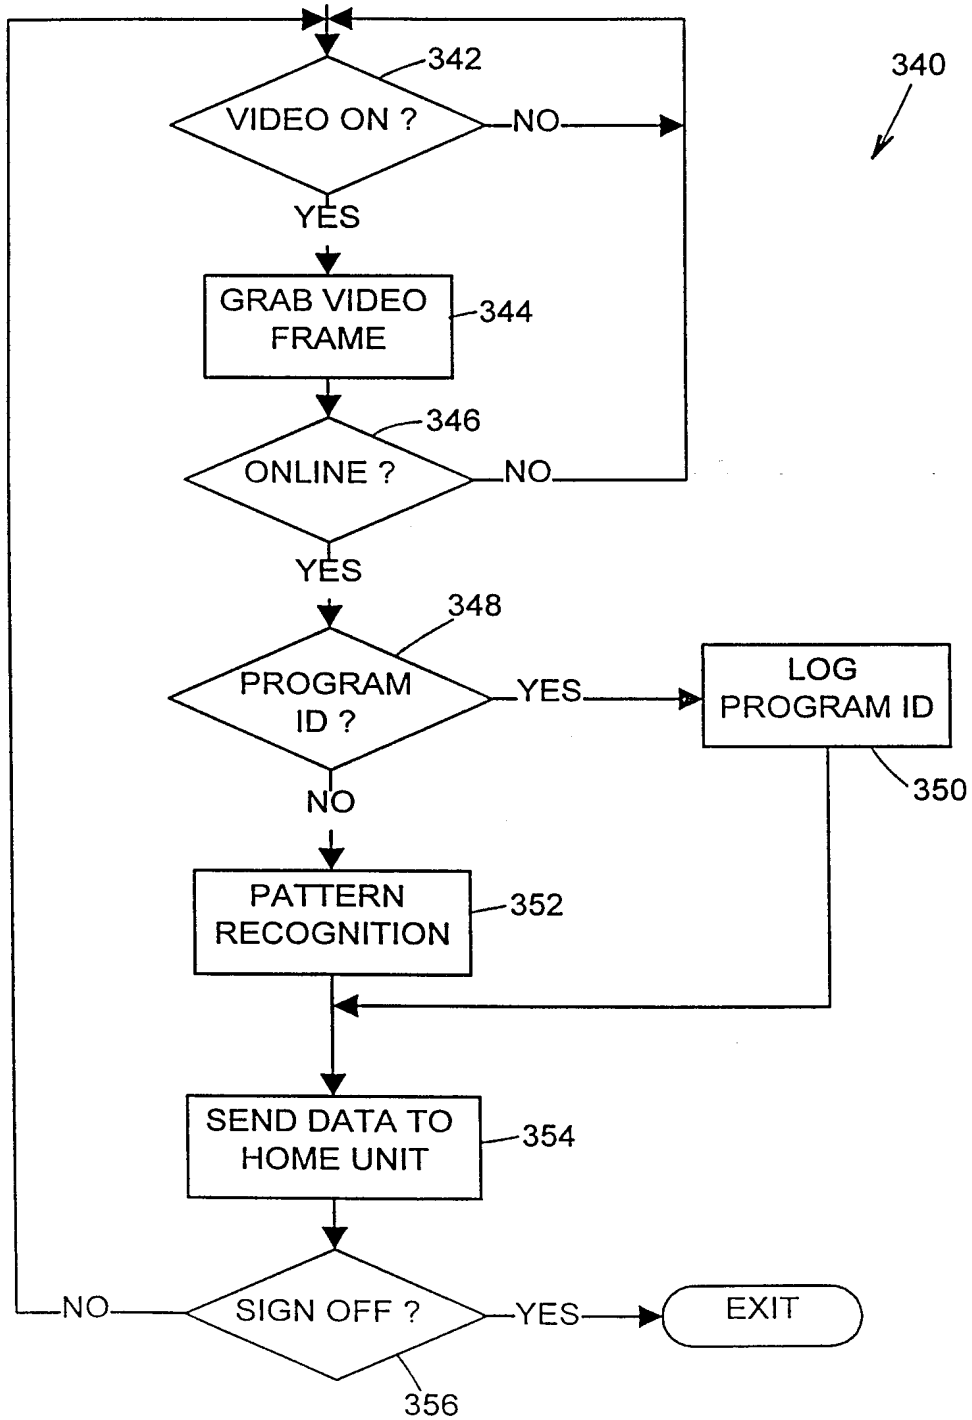 342
340
VIDEO ON ?
NO
YES
GRAB VIDEO
FRAME
344
346
ONLINE ?
NO
YES
348
PROGRAM
ID ?
YES
LOG
PROGRAM ID
350
NO
PATTERN
RECOGNITION
352
SEND DATA TO
HOME UNIT
354
NO
SIGN OFF ?
YES
EXIT
356